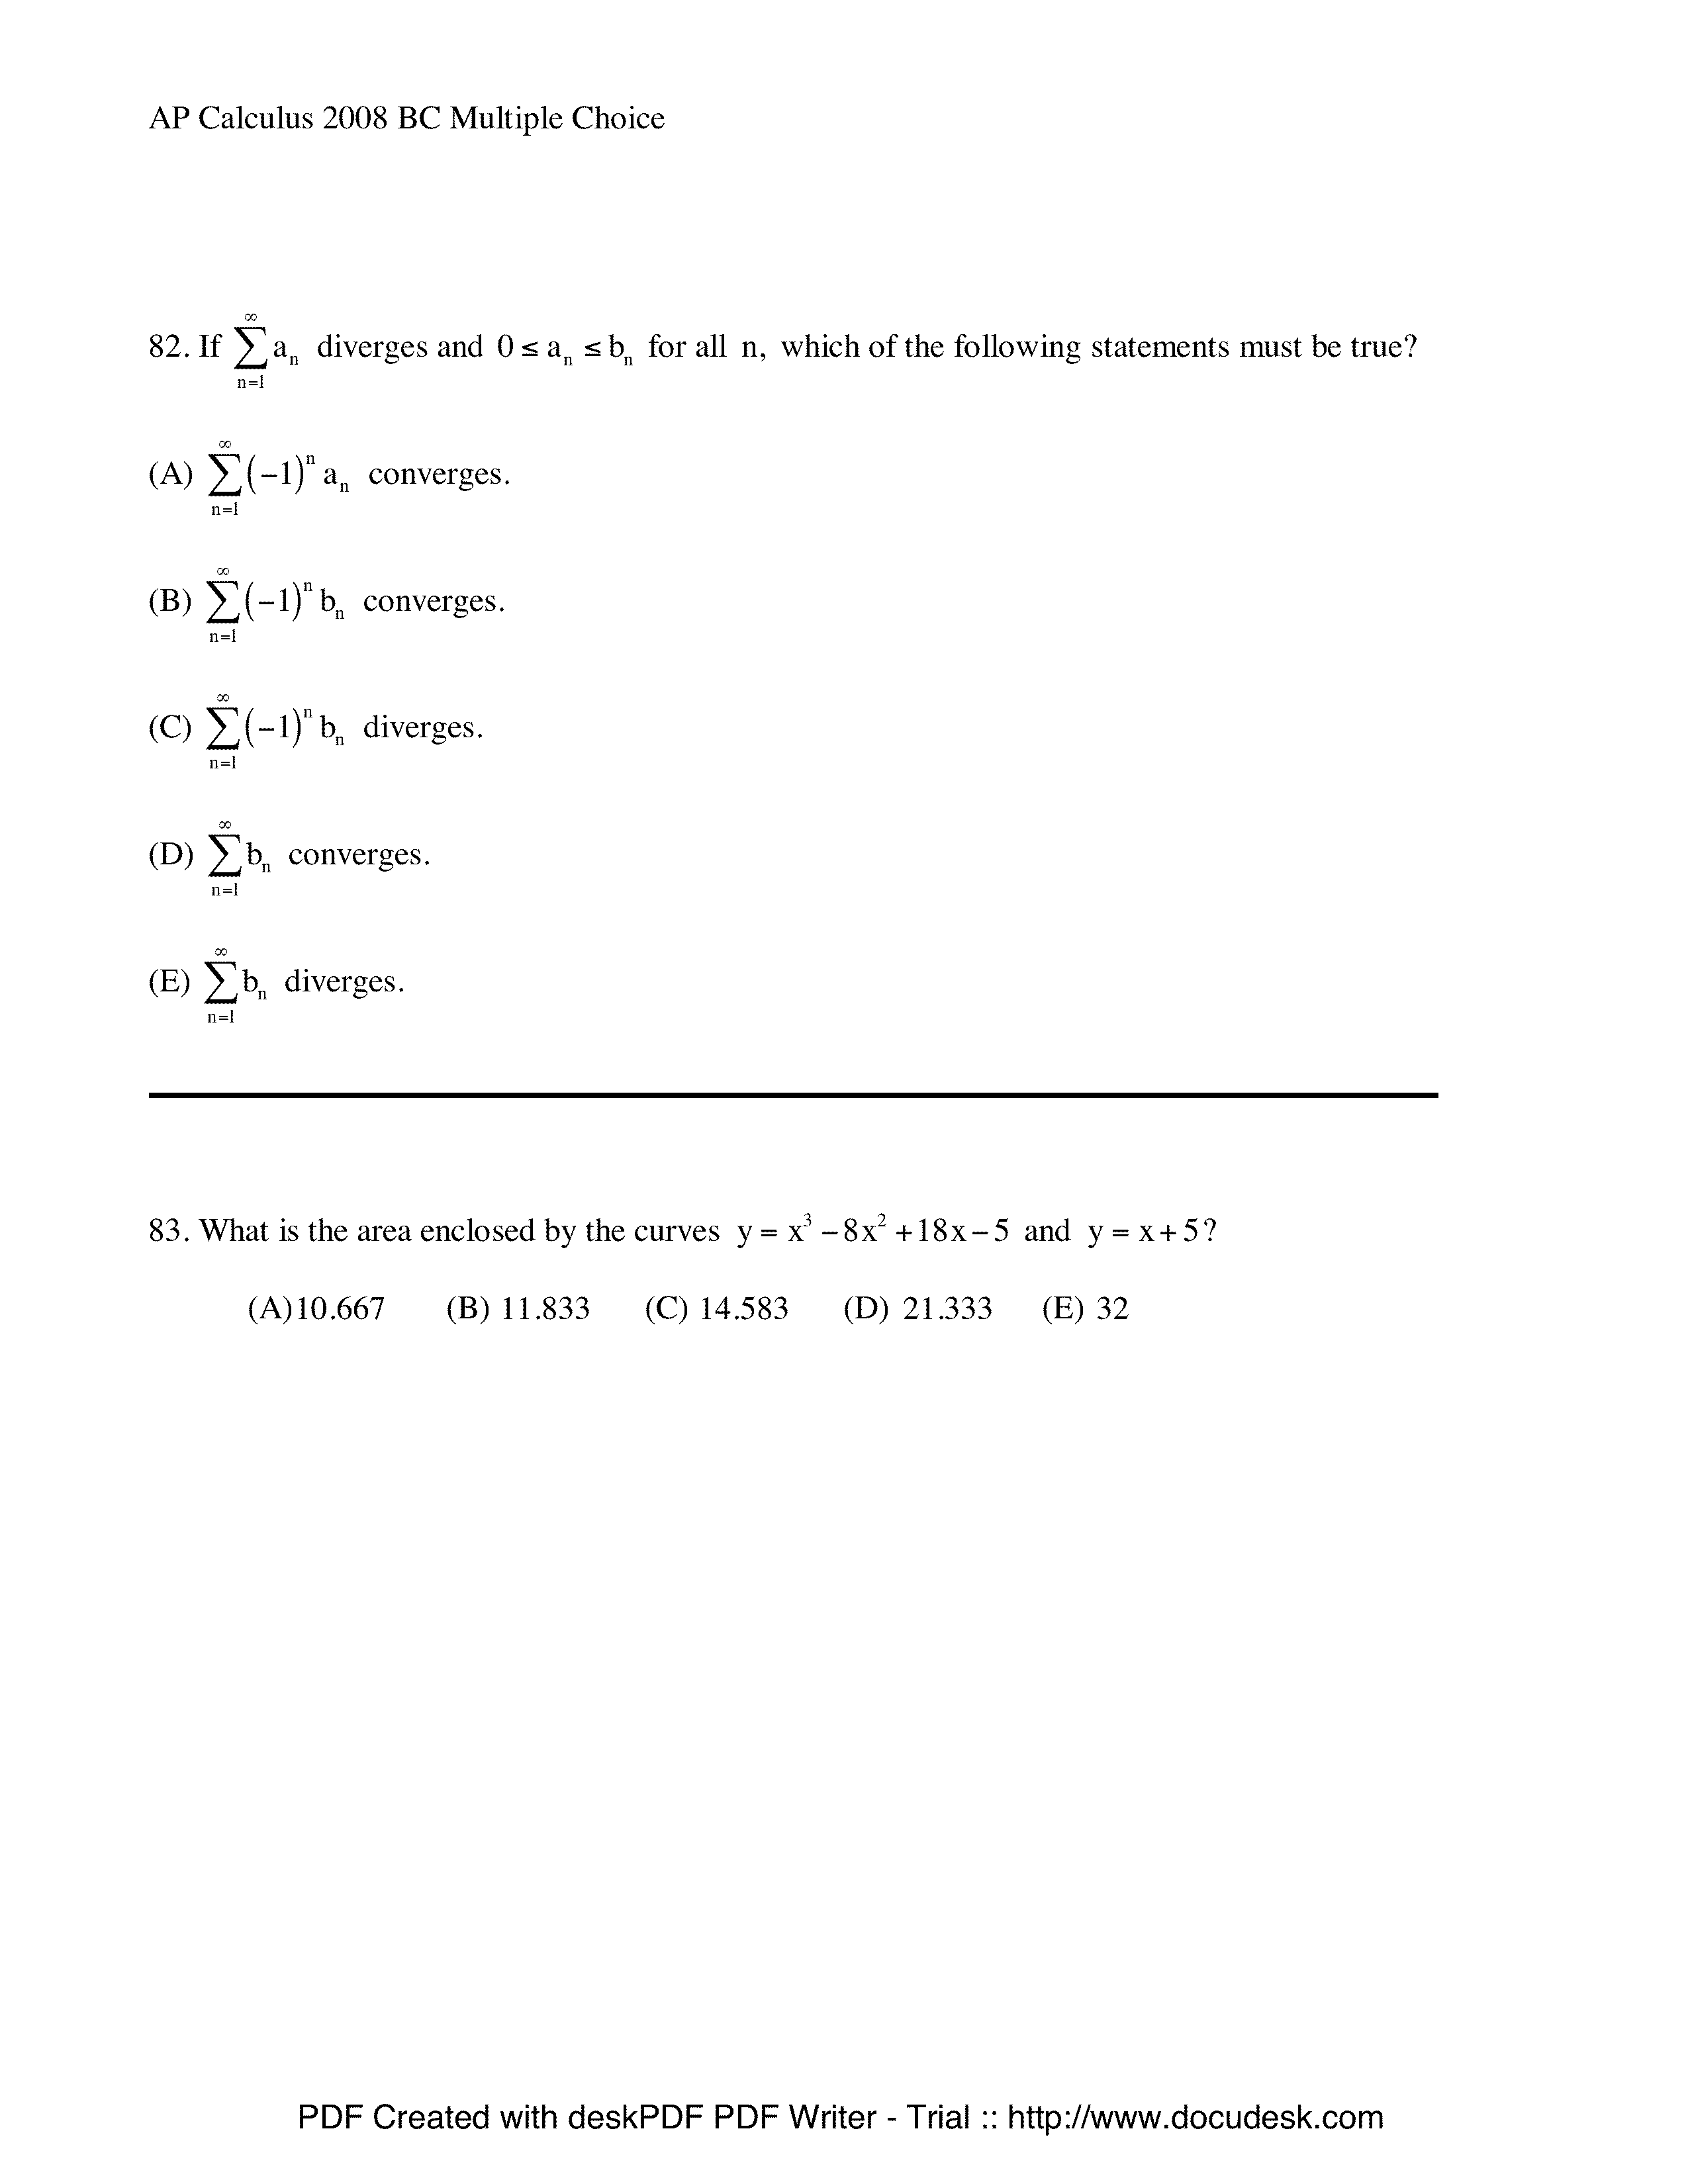 AP Calculus 2008 BC Multiple Choice
82. If $\sum_{n=1}^{\infty} a_n$ diverges and $0 \le a_n \le b_n$ for all n, which of the following statements must be true?
(A) $\sum_{n=1}^{\infty} (-1)^n a_n$ converges.
(B) $\sum_{n=1}^{\infty} (-1)^n b_n$ converges.
(C) $\sum_{n=1}^{\infty} (-1)^n b_n$ diverges.
(D) $\sum_{n=1}^{\infty} b_n$ converges.
(E) $\sum_{n=1}^{\infty} b_n$ diverges.
83. What is the area enclosed by the curves $y = x^3 - 8x^2 + 18x - 5$ and $y = x + 5$?
(A)10.667 (B) 11.833 (C) 14.583 (D) 21.333 (E) 32
PDF Created with deskPDF PDF Writer - Trial :: http://www.docudesk.com